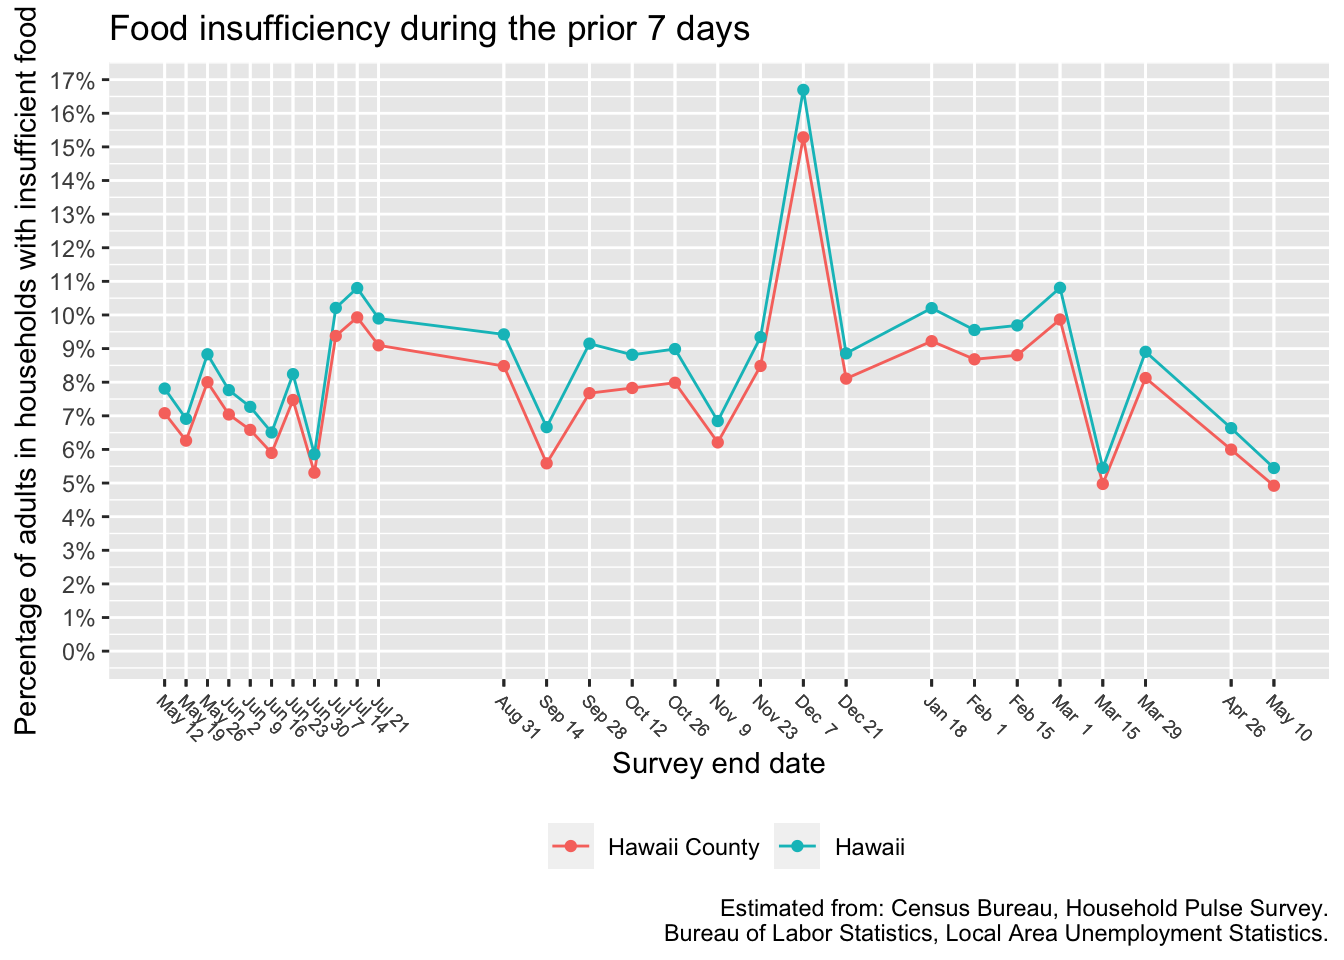 Food insufficiency during the prior 7 days
Percentage of adults in households with insufficient food
17%
16%
15%
14%
13%
12%
11%
10%
9%
8%
7%
6%
5%
4%
3%
2%
1%
0%
May 12
May 19
May 26
Jun 2
Jun 9
Jun 16
Jun 23
Jun 30
Jul 7
Jul 14
Jul 21
Aug 31
Sep 14
Sep 28
Oct 12
Oct 26
Nov 9
Nov 23
Dec 7
Dec 21
Jan 18
Feb 1
Feb 15
Mar 1
Mar 15
Mar 29
Apr 26
May 10
Survey end date
Hawaii County
Hawaii
Estimated from: Census Bureau, Household Pulse Survey.
Bureau of Labor Statistics, Local Area Unemployment Statistics.